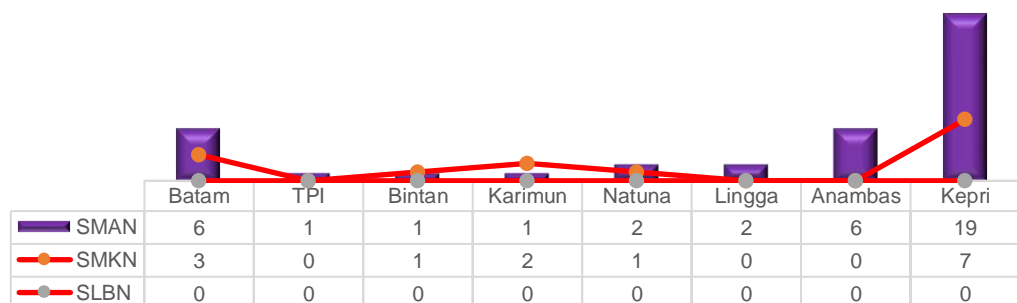 Batam TPI Bintan Karimun Natuna Lingga Anambas Kepri
SMAN 6 1 1 1 2 2 6 19
SMKN 3 0 1 2 1 0 0 7
SLBN 0 0 0 0 0 0 0 0